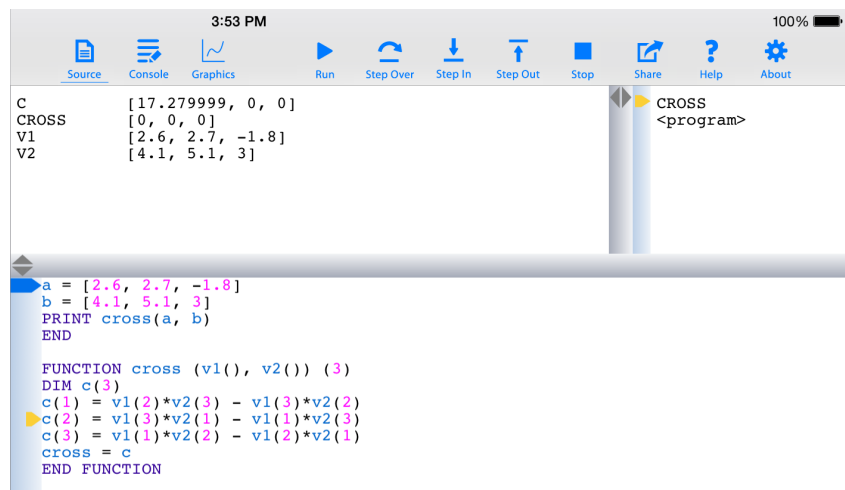 3:53 PM
100%
Source Console Graphics Run Step Over Step In Step Out Stop Share Help About
C [17.279999, 0, 0]
CROSS [0, 0, 0]
V1 [2.6, 2.7, -1.8]
V2 [4.1, 5.1, 3]
CROSS
<program>
a = [2.6, 2.7, -1.8]
b = [4.1, 5.1, 3]
PRINT cross(a, b)
END
FUNCTION cross (v1(), v2()) (3)
DIM c(3)
c(1) = v1(2)*v2(3) - v1(3)*v2(2)
c(2) = v1(3)*v2(1) - v1(1)*v2(3)
c(3) = v1(1)*v2(2) - v1(2)*v2(1)
cross = c
END FUNCTION